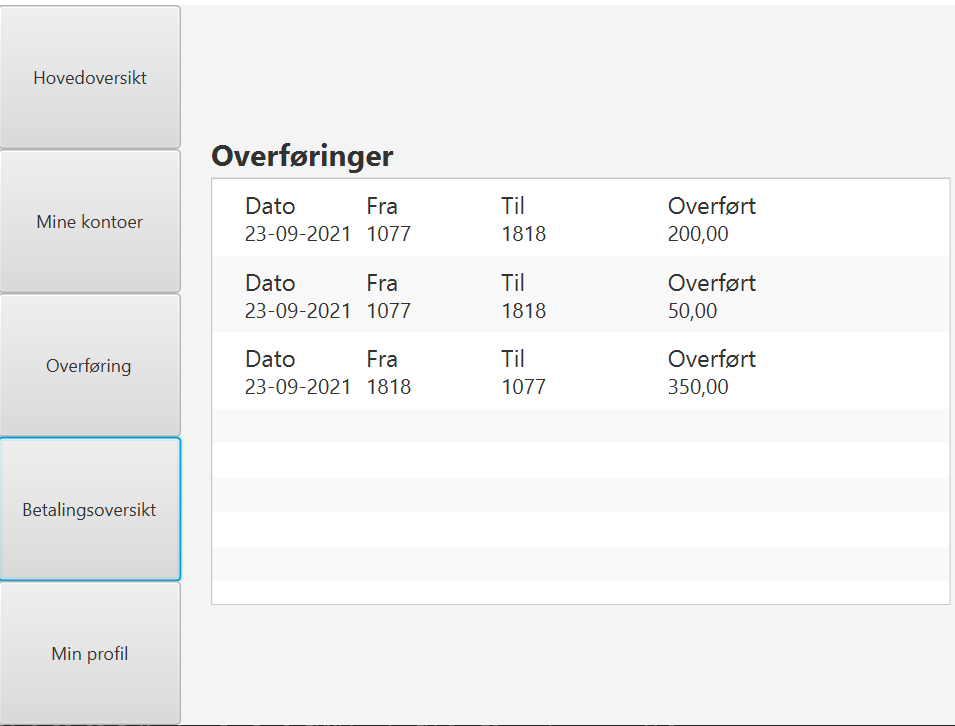 Hovedoversikt
Mine kontoer
Overføring
Betalingsoversikt
Min profil
Overføringer
Dato Fra Til Overført
23-09-2021 1077 1818 200,00
Dato Fra Til Overført
23-09-2021 1077 1818 50,00
Dato Fra Til Overført
23-09-2021 1818 1077 350,00